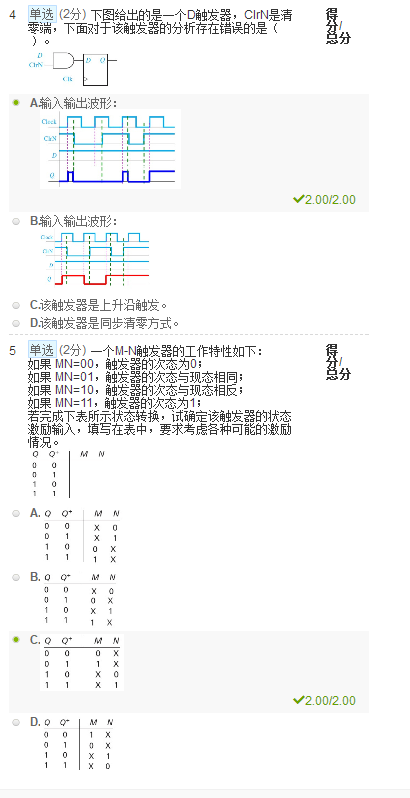 4 单选 (2分) 下图给出的是一个D触发器，ClrN是清
零端，下面对于该触发器的分析存在错误的是（
）。
得
分/
总分
D
ClrN
D Q
Clk
A.输入输出波形：
Clock
ClrN
D
Q
2.00/2.00
B.输入输出波形：
Clock
ClrN
D
Q
C.该触发器是上升沿触发。
D.该触发器是同步清零方式。
5 单选 (2分) 一个M-N触发器的工作特性如下：
如果 MN=00，触发器的次态为0；
如果 MN=01，触发器的次态与现态相同；
如果 MN=10，触发器的次态与现态相反；
如果 MN=11，触发器的次态为1；
若完成下表所示状态转换，试确定该触发器的状态
激励输入，填写在表中，要求考虑各种可能的激励
情况。
得
分/
总分
Q Q⁺ M N
0 0
0 1
1 0
1 1
A. Q Q⁺ M N
0 0 X 0
0 1 X 1
1 0 0 X
1 1 1 X
B. Q Q⁺ M N
0 0 X 0
0 1 0 X
1 0 X 1
1 1 1 X
C. Q Q⁺ M N
0 0 0 X
0 1 1 X
1 0 X 0
1 1 X 1
2.00/2.00
D. Q Q⁺ M N
0 0 1 X
0 1 0 X
1 0 X 1
1 1 X 0